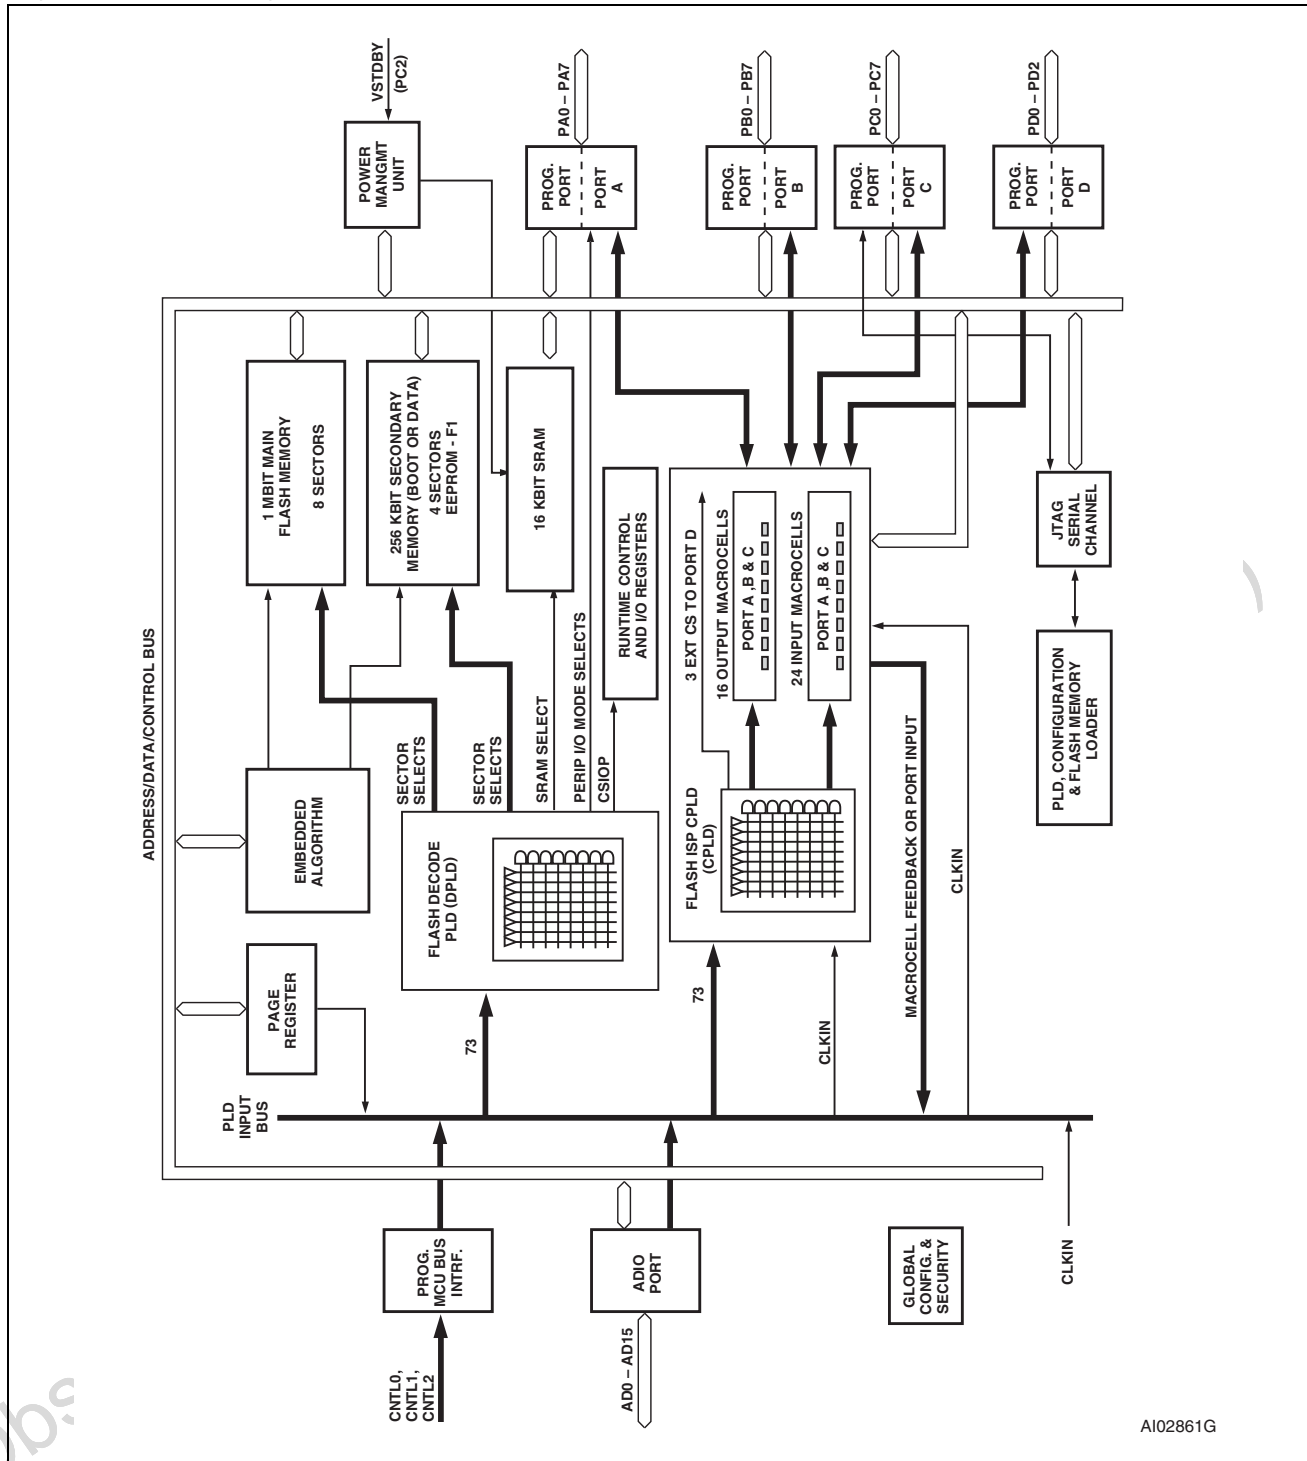 ADDRESS/DATA/CONTROL BUS
CNTL0,
CNTL1,
CNTL2
PROG.
MCU BUS
INTRF.
PLD
INPUT
BUS
PAGE
REGISTER
EMBEDDED
ALGORITHM
1 MBIT MAIN
FLASH MEMORY
8 SECTORS
VSTDBY
(PC2)
POWER
MANGMT
UNIT
256 KBIT SECONDARY
MEMORY (BOOT OR DATA)
4 SECTORS
EEPROM - F1
SECTOR
SELECTS
SECTOR
SELECTS
FLASH DECODE
PLD (DPLD)
73
16 KBIT SRAM
SRAM SELECT
PERIP I/O MODE SELECTS
CSIOP
RUNTIME CONTROL
AND I/O REGISTERS
PROG.
PORT
PORT
A
PA0 – PA7
AD0 – AD15
ADIO
PORT
73
FLASH ISP CPLD
(CPLD)
3 EXT CS TO PORT D
16 OUTPUT MACROCELLS
PORT A ,B & C
24 INPUT MACROCELLS
PORT A ,B & C
PROG.
PORT
PORT
B
PB0 – PB7
CLKIN
PROG.
PORT
PORT
C
PC0 – PC7
MACROCELL FEEDBACK OR PORT INPUT
CLKIN
GLOBAL
CONFIG. &
SECURITY
PROG.
PORT
PORT
D
PD0 – PD2
CLKIN
PLD, CONFIGURATION
& FLASH MEMORY
LOADER
JTAG
SERIAL
CHANNEL
AI02861G